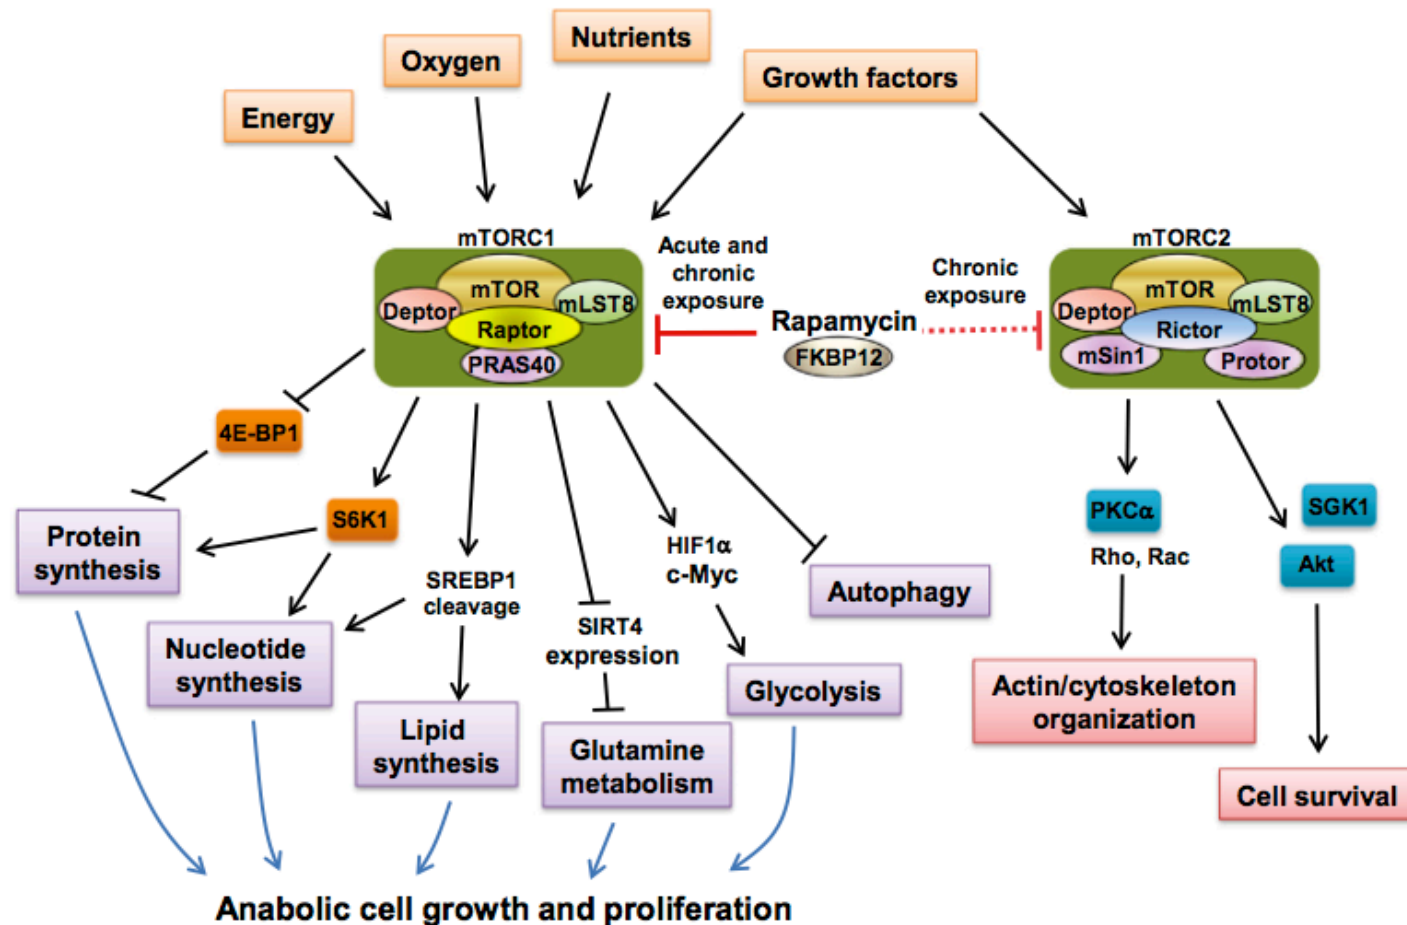 Nutrients
Oxygen
Growth factors
Energy
mTORC1
mTOR
Deptor
mLST8
Raptor
PRAS40
Acute and
chronic
exposure
Rapamycin
FKBP12
Chronic
exposure
mTORC2
mTOR
Deptor
mLST8
Rictor
mSin1
Protor
4E-BP1
S6K1
Protein
synthesis
Nucleotide
synthesis
SREBP1
cleavage
Lipid
synthesis
SIRT4
expression
Glutamine
metabolism
HIF1α
c-Myc
Glycolysis
Autophagy
PKCα
Rho, Rac
Actin/cytoskeleton
organization
SGK1
Akt
Cell survival
Anabolic cell growth and proliferation